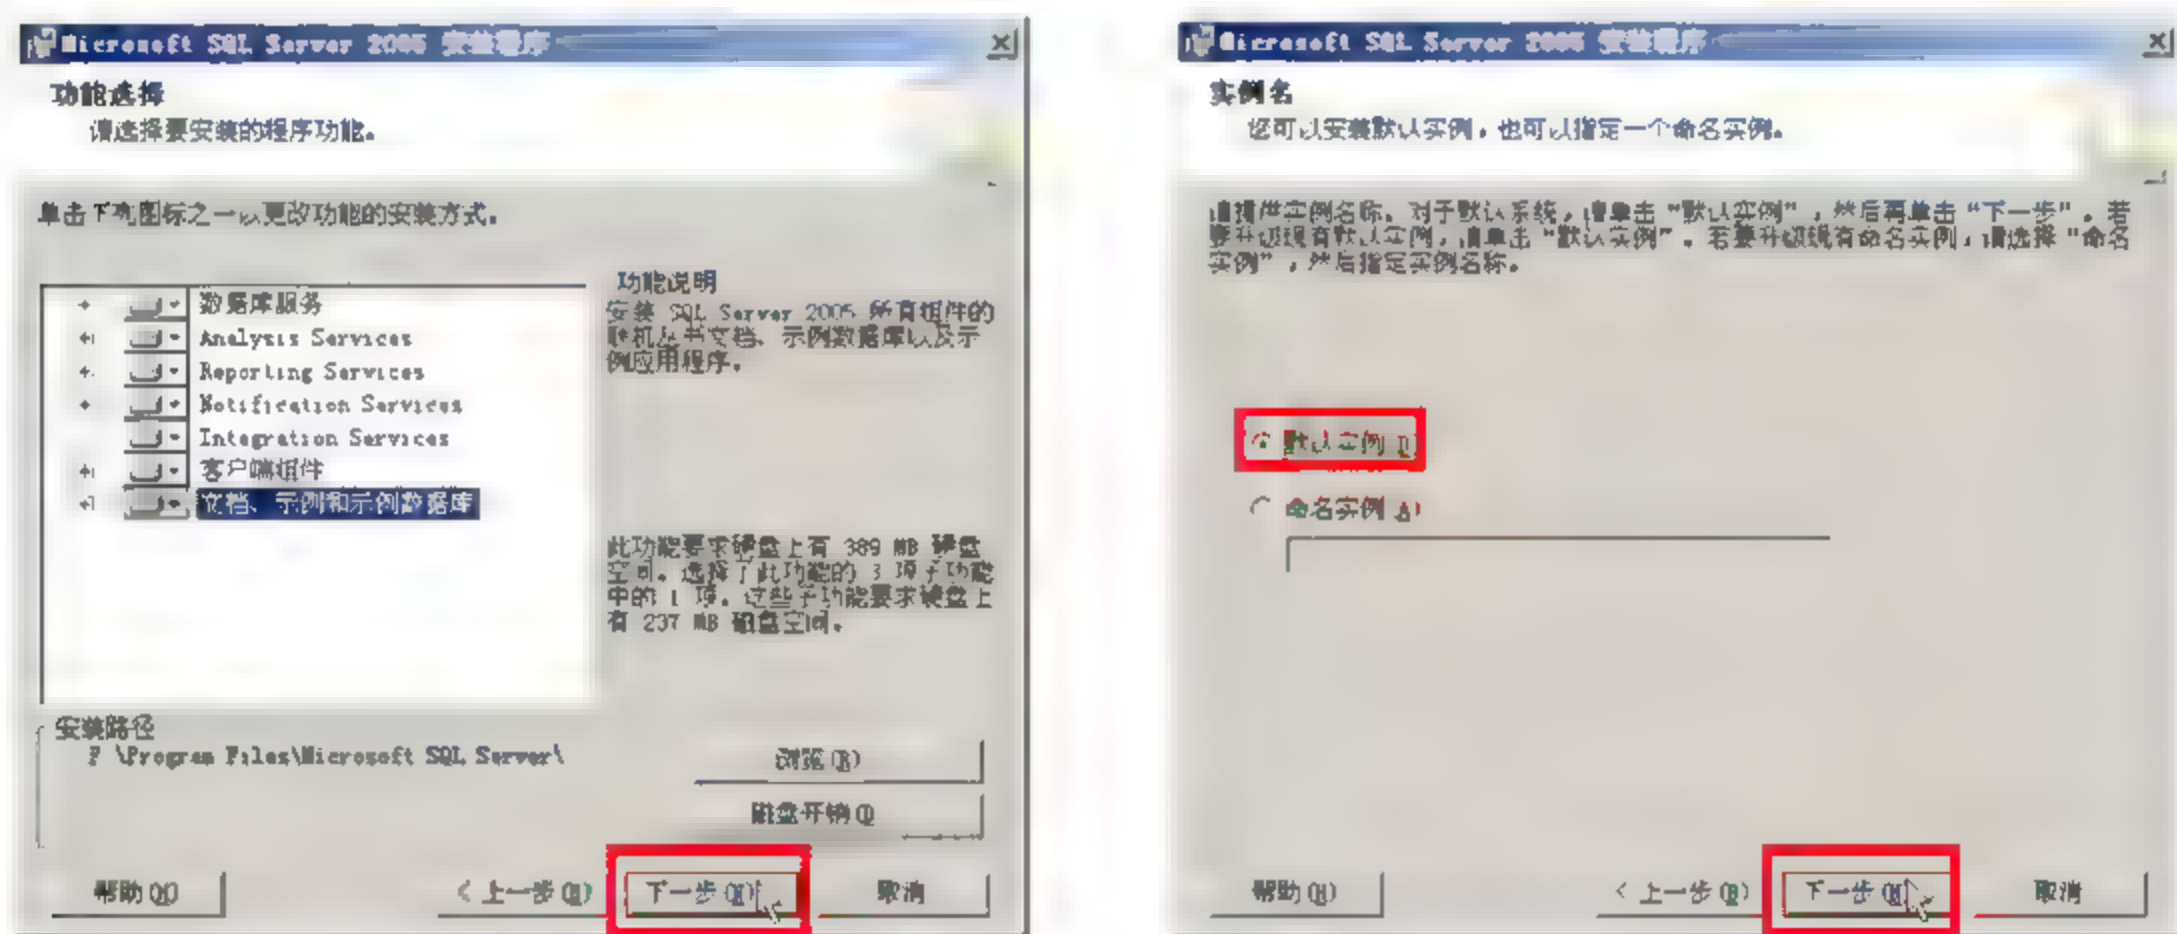 Microsoft SQL Server 2005 安装程序
功能选择
请选择要安装的程序功能。
单击下列图标之一以更改功能的安装方式。
数据库服务
Analysis Services
Reporting Services
Notification Services
Integration Services
客户端组件
文档、示例和示例数据库
功能说明
安装 SQL Server 2005 所有组件的
联机丛书文档、示例数据库以及示
例应用程序。
此功能要求硬盘上有 389 MB 硬盘
空间。选择了此功能的 3 项子功能
中的 1 项。这些子功能要求硬盘上
有 237 MB 硬盘空间。
安装路径
F:\Program Files\Microsoft SQL Server\
浏览(R)
磁盘开销
帮助(H)
< 上一步(B)
下一步(N)
取消
Microsoft SQL Server 2005 安装程序
实例名
您可以安装默认实例，也可以指定一个命名实例。
请提供实例名称。对于默认系统，请单击“默认实例”，然后再单击“下一步”。若
要升级现有默认实例，请单击“默认实例”。若要升级现有命名实例，请选择“命名
实例”，然后指定实例名称。
默认实例(D)
命名实例(A)
帮助(H)
< 上一步(B)
下一步(N)
取消